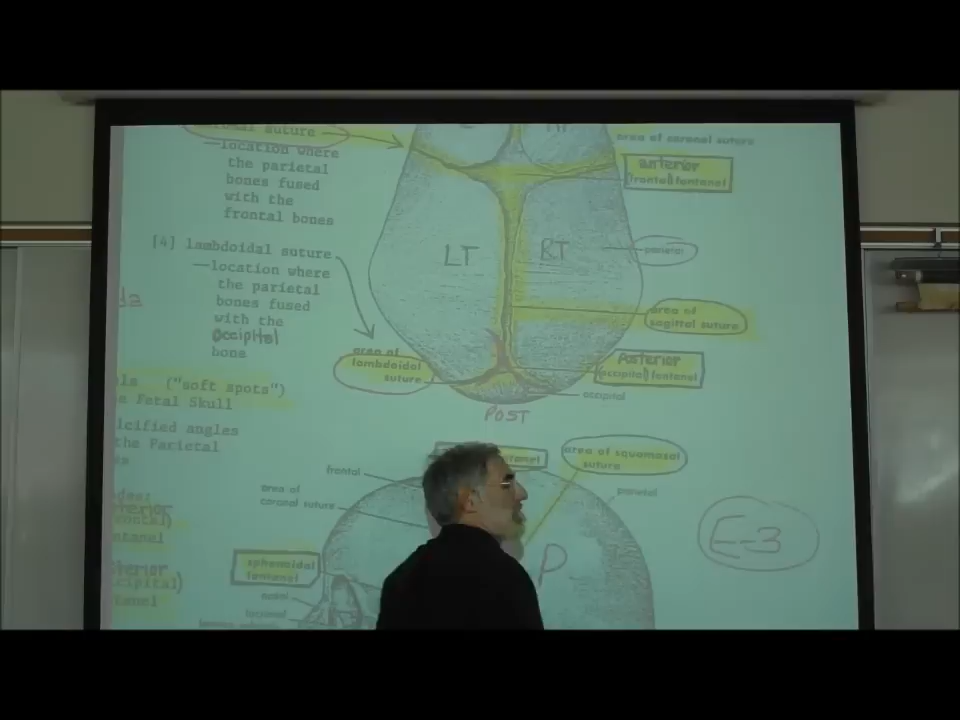 suture
—location where
the parietal
bones fused
with the
frontal bones
[4] lambdoidal suture
—location where
the parietal
bones fused
with the
Occipital
bone
("soft spots")
Fetal Skull
angles
the Parietal
area of coronal suture
anterior
(frontal) fontanel
LT
RT
parietal
area of
sagittal suture
area of
lambdoidal
suture
Posterior
(occipital) fontanel
occipital
POST
frontal
area of
coronal suture
area of squamosal
suture
parietal
sphenoidal
fontanel
P
E-3
nasal